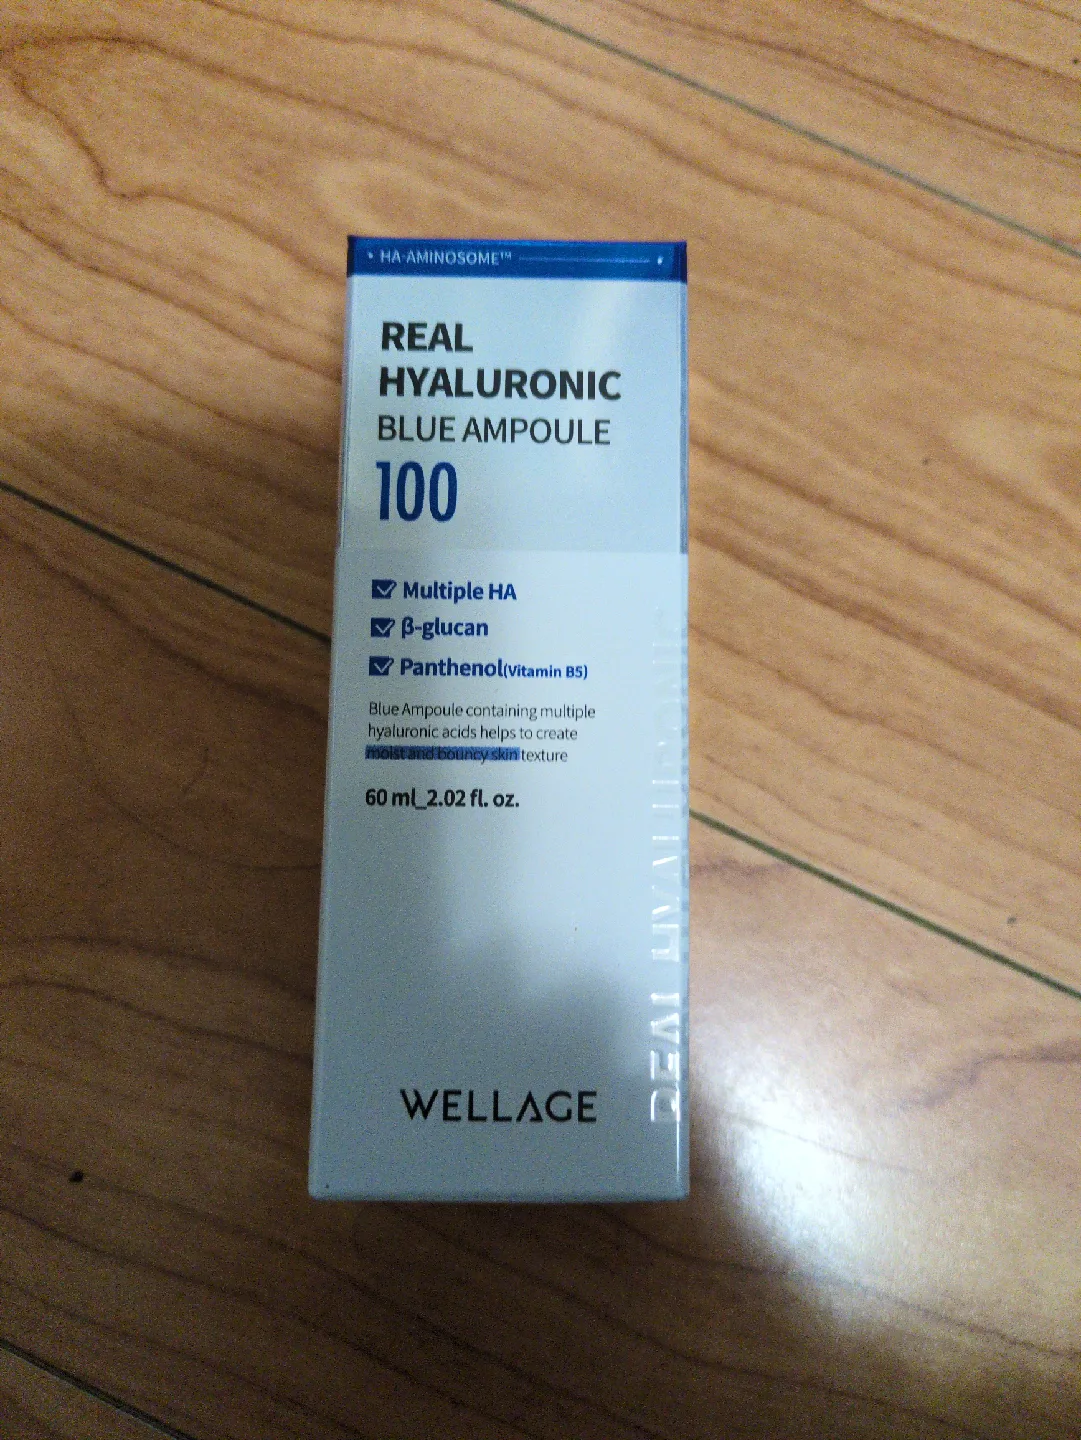 HA-AMINOSOME™
REAL
HYALURONIC
BLUE AMPOULE
100
Multiple HA
β-glucan
Panthenol(Vitamin B5)
Blue Ampoule containing multiple
hyaluronic acids helps to create
moist and bouncy skin texture
60 ml_2.02 fl. oz.
WELLAGE
REAL HYALURONIC